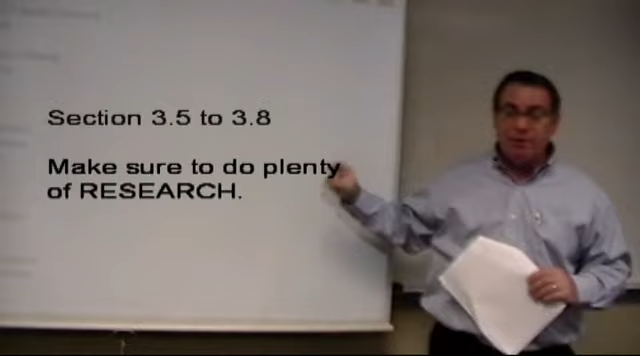 Section 3.5 to 3.8
Make sure to do plenty
of RESEARCH.